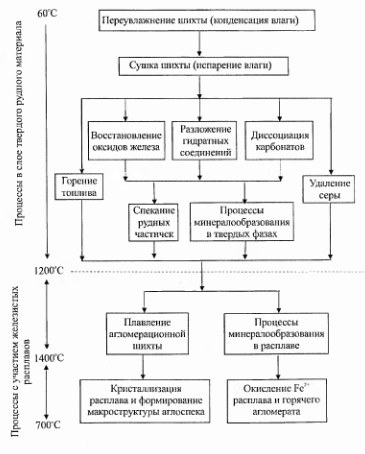 60°С
Переувлажнение шихты (конденсация влаги)
Сушка шихты (испарение влаги)
Процессы в слое твердого рудного материала
Восстановление
оксидов железа
Разложение
гидратных
соединений
Диссоциация
карбонатов
Горение
топлива
Удаление
серы
Спекание
рудных
частичек
Процессы
минералообразования
в твердых фазах
1200°С
Процессы с участием железистых
расплавов
Плавление
агломерационной
шихты
Процессы
минералообразования
в расплаве
1400°С
Кристаллизация
расплава и формирование
макроструктуры аглоспека
Окисление Fe²⁺
расплава и горячего
агломерата
700°С